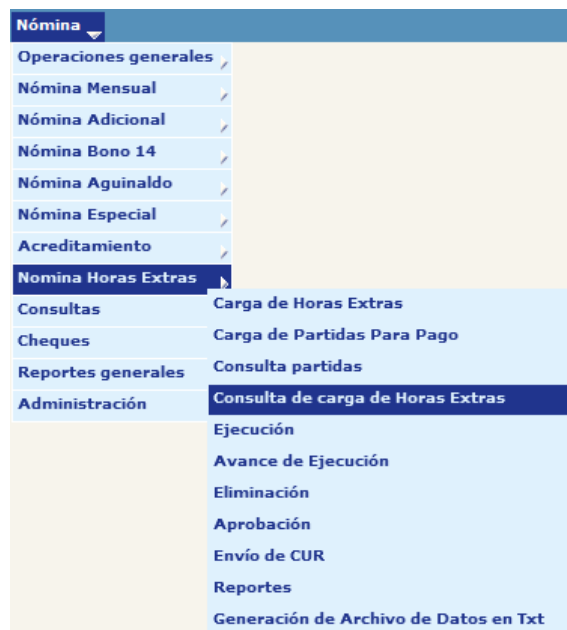 Nómina
Operaciones generales
Nómina Mensual
Nómina Adicional
Nómina Bono 14
Nómina Aguinaldo
Nómina Especial
Acreditamiento
Nomina Horas Extras
Consultas
Cheques
Reportes generales
Administración
Carga de Horas Extras
Carga de Partidas Para Pago
Consulta partidas
Consulta de carga de Horas Extras
Ejecución
Avance de Ejecución
Eliminación
Aprobación
Envío de CUR
Reportes
Generación de Archivo de Datos en Txt